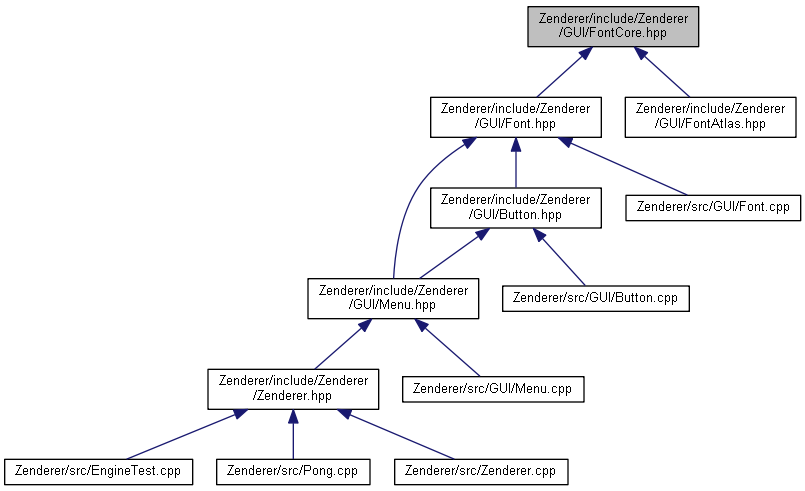 Zenderer/include/Zenderer
/GUI/FontCore.hpp
Zenderer/include/Zenderer
/GUI/Font.hpp
Zenderer/include/Zenderer
/GUI/FontAtlas.hpp
Zenderer/include/Zenderer
/GUI/Button.hpp
Zenderer/src/GUI/Font.cpp
Zenderer/include/Zenderer
/GUI/Menu.hpp
Zenderer/src/GUI/Button.cpp
Zenderer/include/Zenderer
/Zenderer.hpp
Zenderer/src/GUI/Menu.cpp
Zenderer/src/EngineTest.cpp
Zenderer/src/Pong.cpp
Zenderer/src/Zenderer.cpp